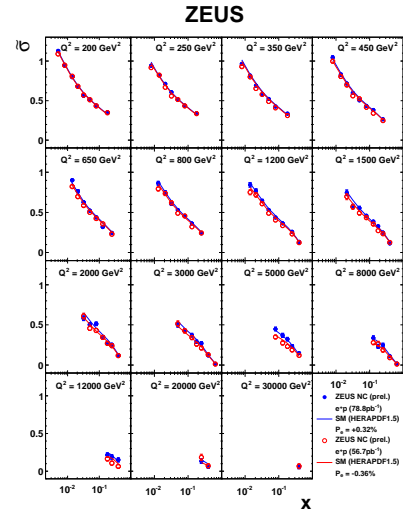 ZEUS
σ̃
Q² = 200 GeV²
Q² = 250 GeV²
Q² = 350 GeV²
Q² = 450 GeV²
1
0.5
0
Q² = 650 GeV²
Q² = 800 GeV²
Q² = 1200 GeV²
Q² = 1500 GeV²
1
0.5
0
Q² = 2000 GeV²
Q² = 3000 GeV²
Q² = 5000 GeV²
Q² = 8000 GeV²
1
0.5
0
Q² = 12000 GeV²
Q² = 20000 GeV²
Q² = 30000 GeV²
10⁻² 10⁻¹
1
0.5
0
ZEUS NC (prel.)
e⁺p (78.8pb⁻¹)
SM (HERAPDF1.5)
Pₑ = +0.32%
ZEUS NC (prel.)
e⁺p (56.7pb⁻¹)
SM (HERAPDF1.5)
Pₑ = -0.36%
10⁻² 10⁻¹ 10⁻² 10⁻¹ 10⁻² 10⁻¹
x